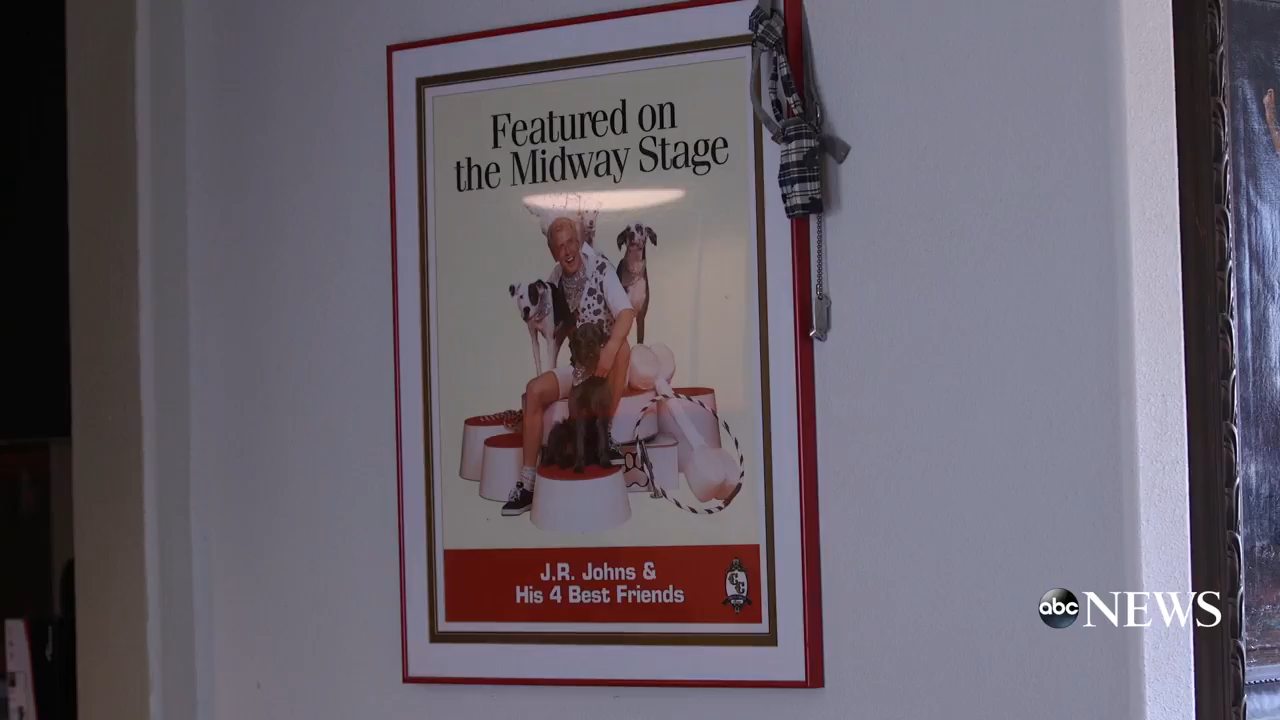 Featured on
the Midway Stage
J.R. Johns &
His 4 Best Friends
abc NEWS